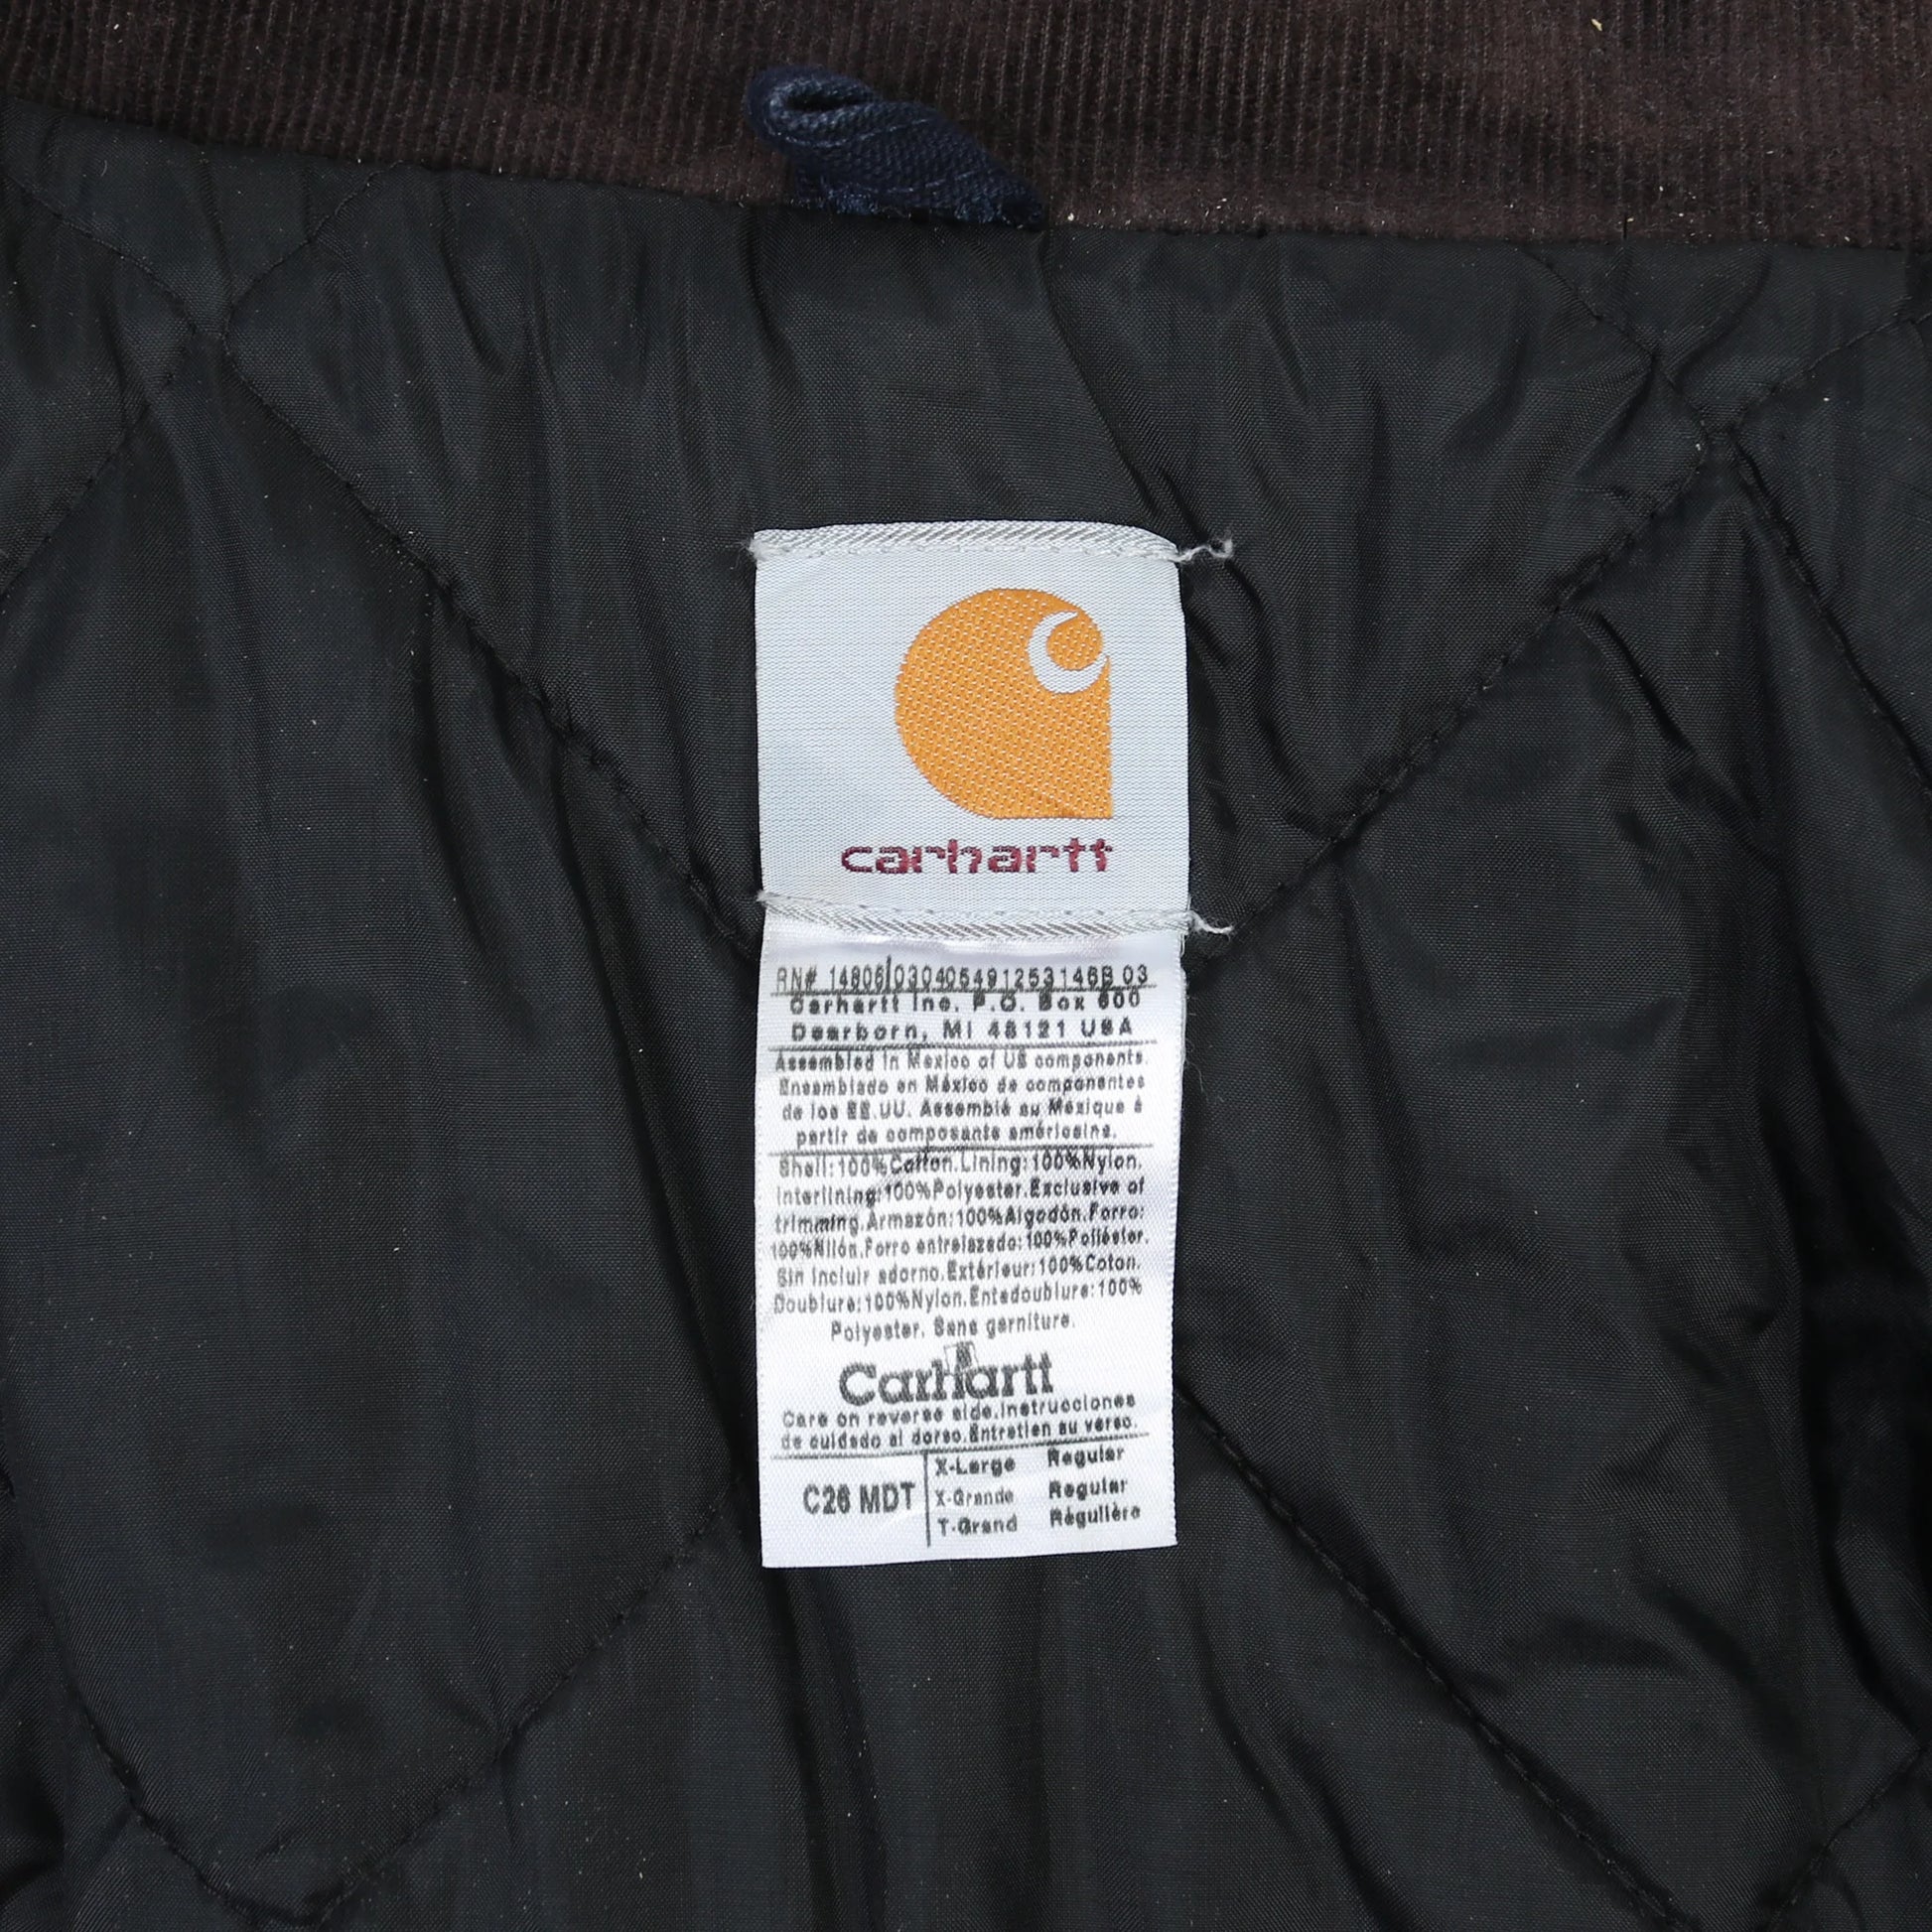 carhartt
RN# 14806/0304054912531468 03
Carhartt Inc. P.O. Box 600
Dearborn, MI 48121 USA
Assembled in Mexico of US components.
Ensamblado en México de componentes
de los EE.UU. Assemblé au Mexique à
partir de composants américains.
Shell:100%Cotton.Lining:100%Nylon.
Interlining:100%Polyester.Exclusive of
trimming.Armazón:100%Algodón.Forro:
100%Nilón.Forro entrelazado:100%Poliéster.
Sin incluir adorno.Extérieur:100%Coton.
Doublure:100%Nylon.Entedoublure:100%
Polyester. Sans garniture.
Carhartt
Care on reverse side.Instrucciones
de cuidado al dorso.Entretien au verso.
C26 MDT
X-Large Regular
X-Grande Regular
T-Grand Régulière